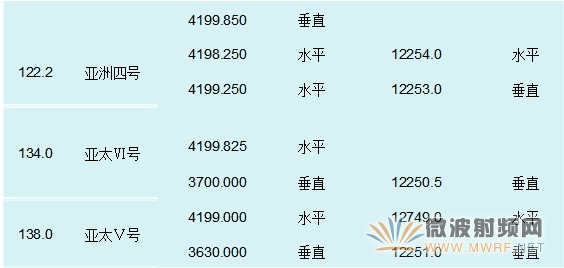 4199.850 垂直
4198.250 水平 12254.0 水平
122.2 亚洲四号
4199.250 水平 12253.0 垂直
4199.825 水平
134.0 亚太Ⅵ号
3700.000 垂直 12250.5 垂直
4199.000 水平 12749.0 水平
138.0 亚太Ⅴ号
3630.000 垂直 12251.0 垂直
微波射频网
WWW.MWRF.NET